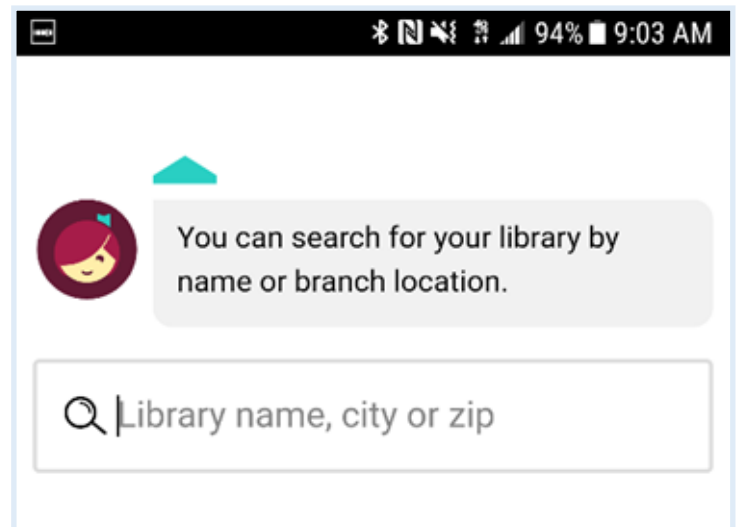 94% 9:03 AM
You can search for your library by
name or branch location.
Library name, city or zip